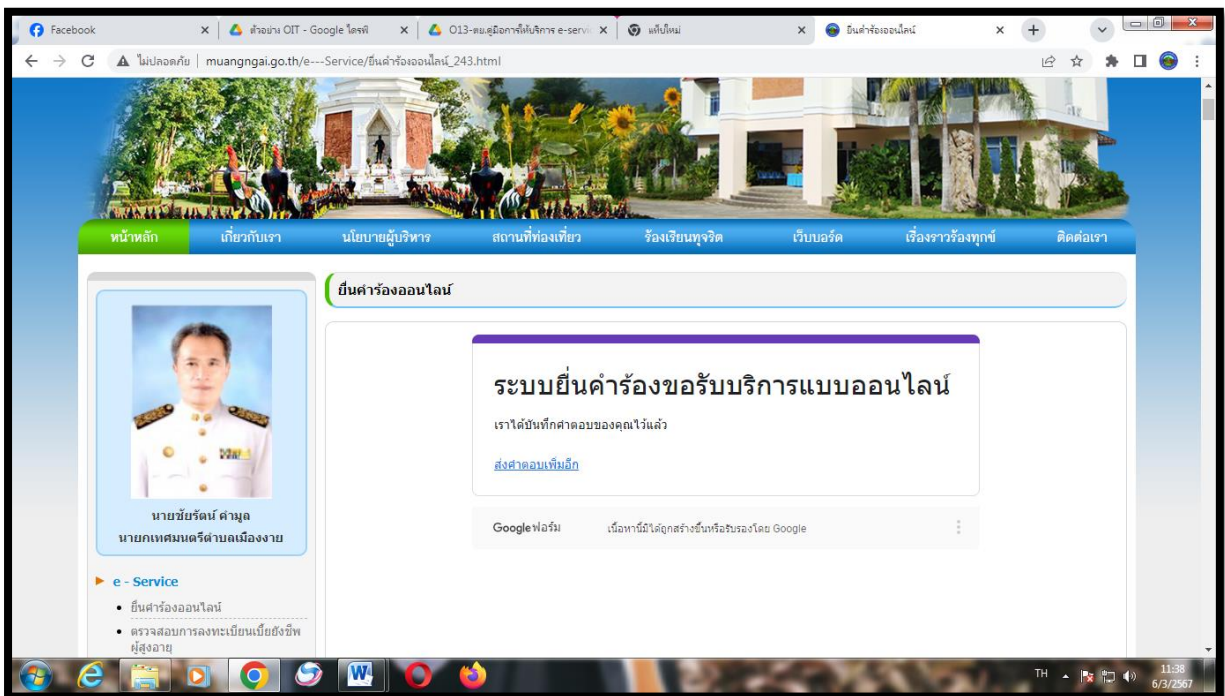 Facebook
ตัวอย่าง OIT - Google ไดรฟ์
O13-ตย.คู่มือการให้บริการ e-servic
แท็บใหม่
ยื่นคำร้องออนไลน์
ไม่ปลอดภัย | muangngai.go.th/e---Service/ยื่นคำร้องออนไลน์_243.html
หน้าหลัก
เกี่ยวกับเรา
นโยบายผู้บริหาร
สถานที่ท่องเที่ยว
ร้องเรียนทุจริต
เว็บบอร์ด
เรื่องราวร้องทุกข์
ติดต่อเรา
ยื่นคำร้องออนไลน์
ระบบยื่นคำร้องขอรับบริการแบบออนไลน์
เราได้บันทึกคำตอบของคุณไว้แล้ว
ส่งคำตอบเพิ่มอีก
Google ฟอร์ม
เนื้อหานี้มิได้ถูกสร้างขึ้นหรือรับรองโดย Google
นายชัยรัตน์ คำมูล
นายกเทศมนตรีตำบลเมืองงาย
e - Service
ยื่นคำร้องออนไลน์
ตรวจสอบการลงทะเบียนเบี้ยยังชีพ
ผู้สูงอายุ
TH
11:38
6/3/2567